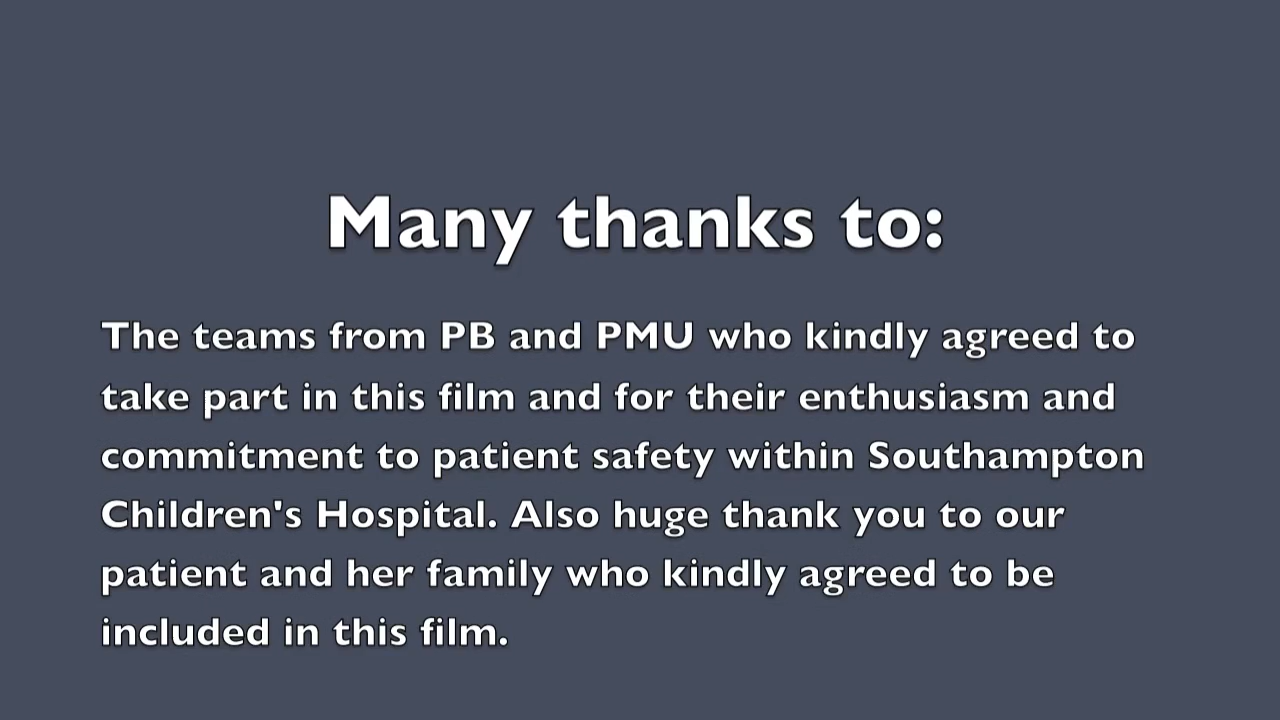 Many thanks to:
The teams from PB and PMU who kindly agreed to
take part in this film and for their enthusiasm and
commitment to patient safety within Southampton
Children's Hospital. Also huge thank you to our
patient and her family who kindly agreed to be
included in this film.